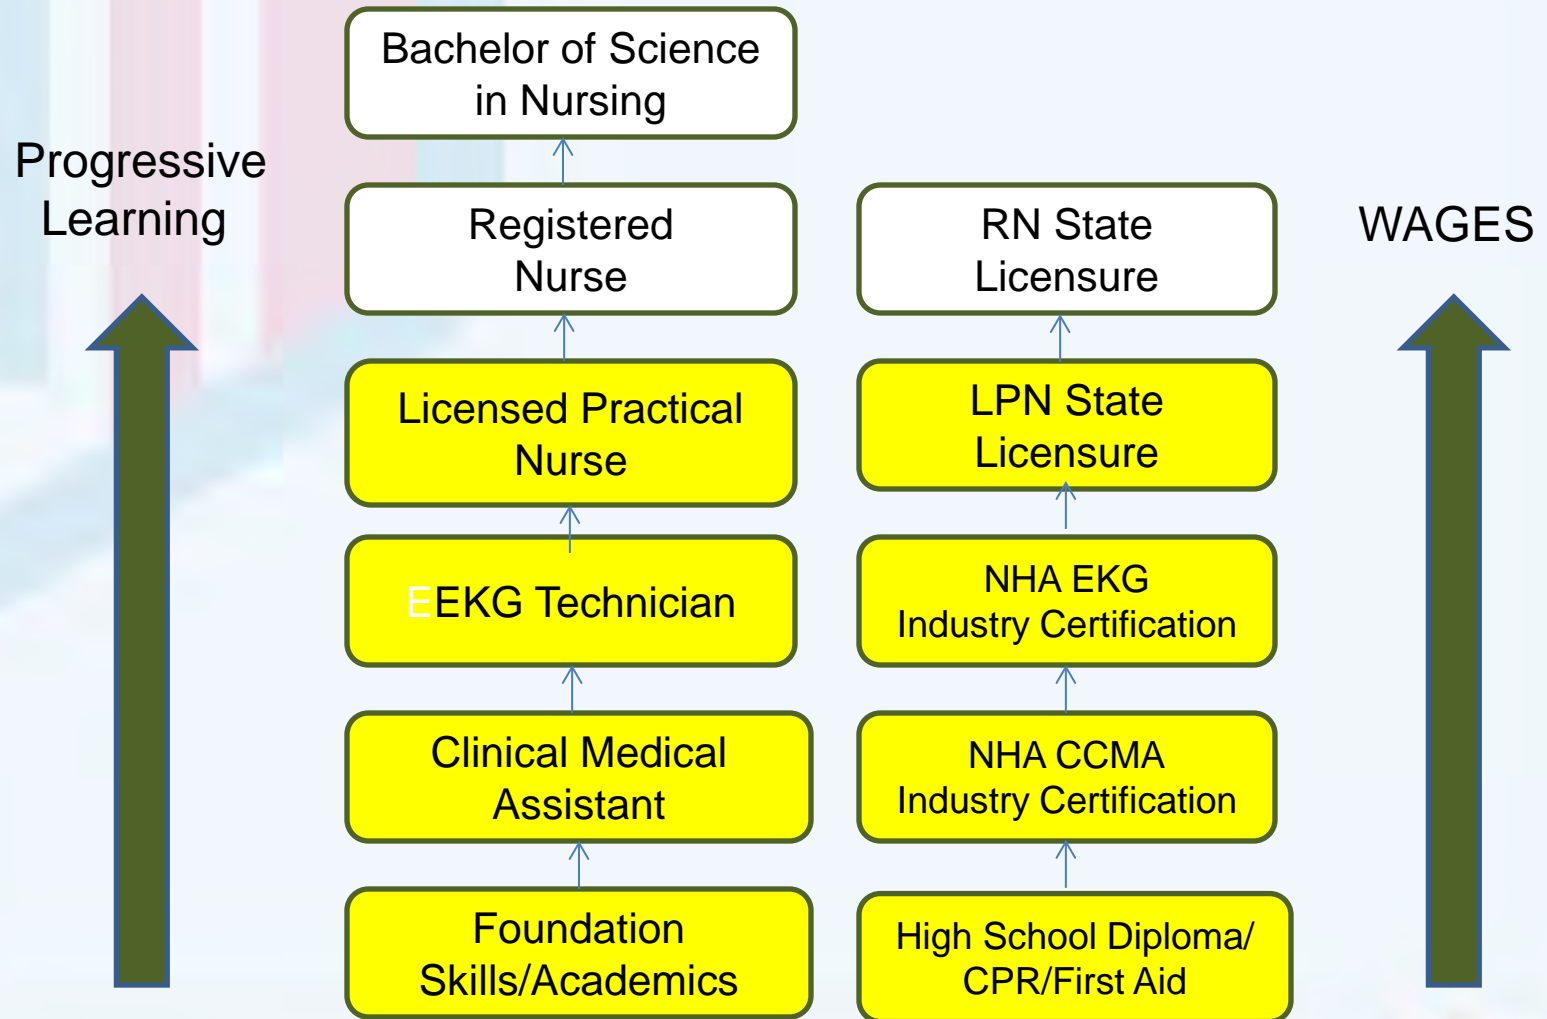 Bachelor of Science
in Nursing
Progressive
Learning
Registered
Nurse
RN State
Licensure
WAGES
Licensed Practical
Nurse
LPN State
Licensure
EEKG Technician
NHA EKG
Industry Certification
Clinical Medical
Assistant
NHA CCMA
Industry Certification
Foundation
Skills/Academics
High School Diploma/
CPR/First Aid